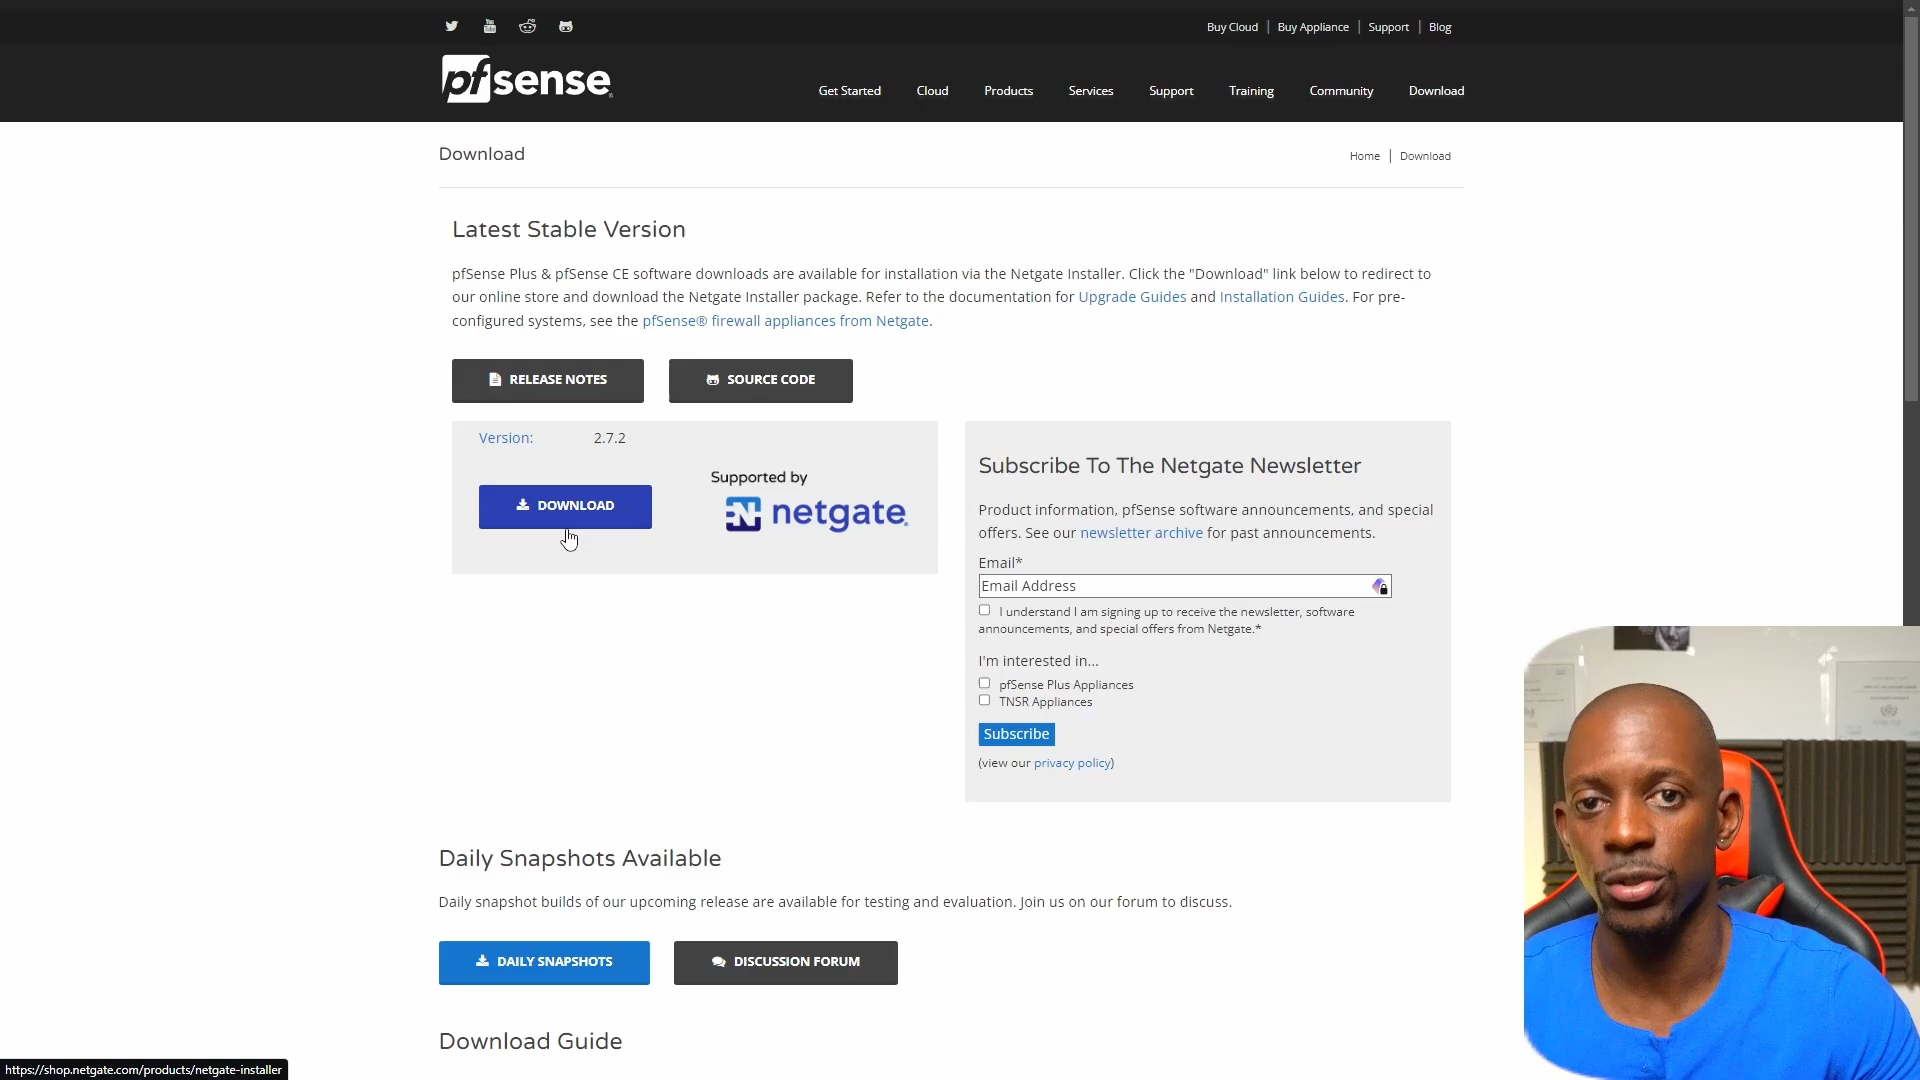 Buy Cloud | Buy Appliance | Support | Blog
pfsense
Get Started Cloud Products Services Support Training Community Download
Download
Home | Download
Latest Stable Version
pfSense Plus & pfSense CE software downloads are available for installation via the Netgate Installer. Click the "Download" link below to redirect to
our online store and download the Netgate Installer package. Refer to the documentation for Upgrade Guides and Installation Guides. For pre-
configured systems, see the pfSense® firewall appliances from Netgate.
RELEASE NOTES SOURCE CODE
Version: 2.7.2
DOWNLOAD
Supported by
netgate
Subscribe To The Netgate Newsletter
Product information, pfSense software announcements, and special
offers. See our newsletter archive for past announcements.
Email*
Email Address
I understand I am signing up to receive the newsletter, software
announcements, and special offers from Netgate.*
I'm interested in...
pfSense Plus Appliances
TNSR Appliances
Subscribe
(view our privacy policy)
Daily Snapshots Available
Daily snapshot builds of our upcoming release are available for testing and evaluation. Join us on our forum to discuss.
DAILY SNAPSHOTS DISCUSSION FORUM
Download Guide
https://shop.netgate.com/products/netgate-installer